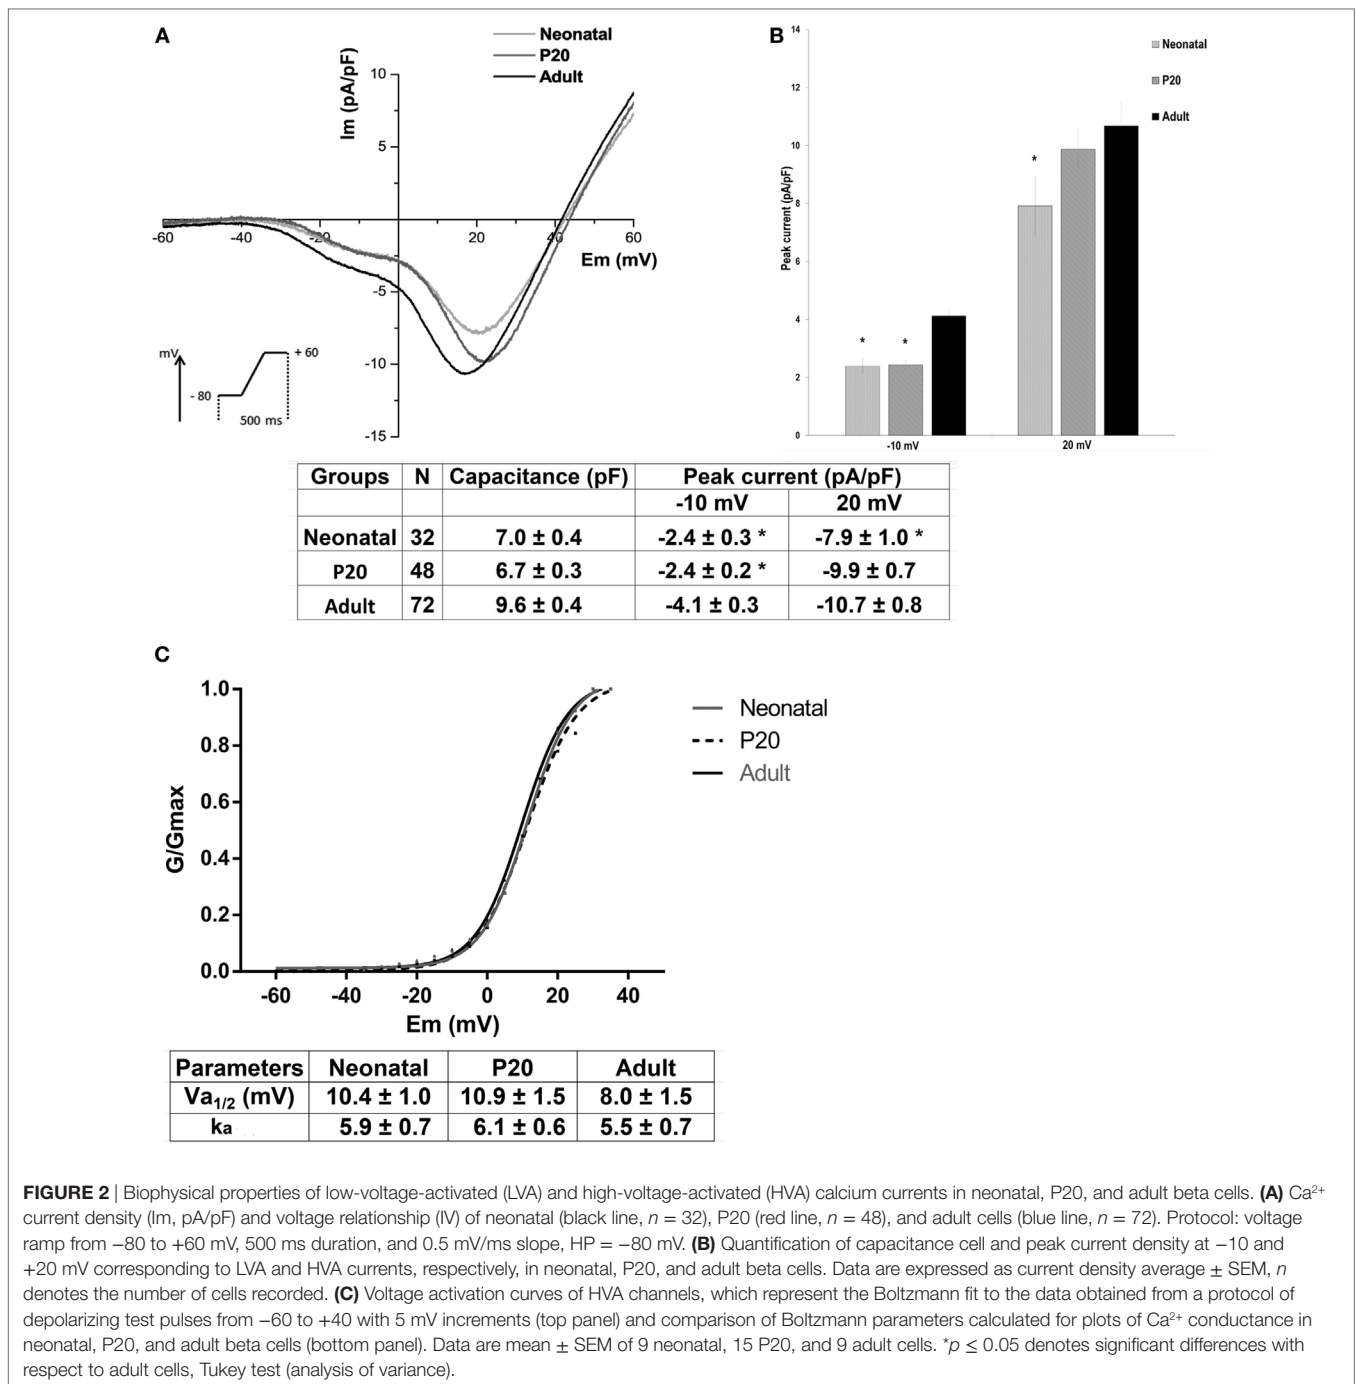 A
Neonatal
P20
Adult
Im (pA/pF)
10
5
-60
-40
-20
20
40
60
Em (mV)
-5
-10
-15
mV
+ 60
- 80
500 ms
B
14
12
10
8
6
4
2
0
Peak current (pA/pF)
Neonatal
P20
Adult
*
*
*
-10 mV
20 mV
Groups N Capacitance (pF) Peak current (pA/pF)
-10 mV 20 mV
Neonatal 32 7.0 ± 0.4 -2.4 ± 0.3 * -7.9 ± 1.0 *
P20 48 6.7 ± 0.3 -2.4 ± 0.2 * -9.9 ± 0.7
Adult 72 9.6 ± 0.4 -4.1 ± 0.3 -10.7 ± 0.8
C
1.0
0.8
0.6
0.4
0.2
0.0
G/Gmax
-60 -40 -20 0 20 40
Em (mV)
Neonatal
P20
Adult
Parameters Neonatal P20 Adult
Va1/2 (mV) 10.4 ± 1.0 10.9 ± 1.5 8.0 ± 1.5
ka 5.9 ± 0.7 6.1 ± 0.6 5.5 ± 0.7
FIGURE 2 | Biophysical properties of low-voltage-activated (LVA) and high-voltage-activated (HVA) calcium currents in neonatal, P20, and adult beta cells. (A) Ca²⁺
current density (Im, pA/pF) and voltage relationship (IV) of neonatal (black line, n = 32), P20 (red line, n = 48), and adult cells (blue line, n = 72). Protocol: voltage
ramp from −80 to +60 mV, 500 ms duration, and 0.5 mV/ms slope, HP = −80 mV. (B) Quantification of capacitance cell and peak current density at −10 and
+20 mV corresponding to LVA and HVA currents, respectively, in neonatal, P20, and adult beta cells. Data are expressed as current density average ± SEM, n
denotes the number of cells recorded. (C) Voltage activation curves of HVA channels, which represent the Boltzmann fit to the data obtained from a protocol of
depolarizing test pulses from −60 to +40 with 5 mV increments (top panel) and comparison of Boltzmann parameters calculated for plots of Ca²⁺ conductance in
neonatal, P20, and adult beta cells (bottom panel). Data are mean ± SEM of 9 neonatal, 15 P20, and 9 adult cells. *p ≤ 0.05 denotes significant differences with
respect to adult cells, Tukey test (analysis of variance).